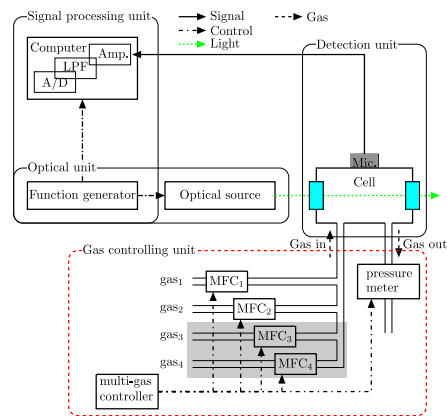 Signal processing unit
Signal
Gas
Control
Light
Detection unit
Computer
Amp.
LPF
A/D
Mic.
Cell
Optical unit
Function generator
Optical source
Gas in
Gas out
Gas controlling unit
gas₁
MFC₁
pressure
meter
gas₂
MFC₂
gas₃
MFC₃
gas₄
MFC₄
multi-gas
controller